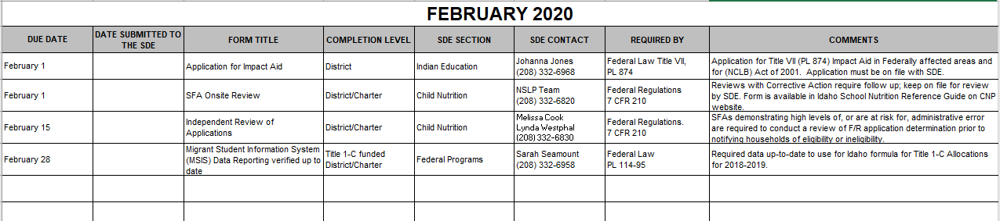 FEBRUARY 2020
DUE DATE
DATE SUBMITTED TO
THE SDE
FORM TITLE
COMPLETION LEVEL
SDE SECTION
SDE CONTACT
REQUIRED BY
COMMENTS
February 1
Application for Impact Aid
District
Indian Education
Johanna Jones
(208) 332-6968
Federal Law Title VII,
PL 874
Application for Title VII (PL 874) Impact Aid in Federally affected areas and
for (NCLB) Act of 2001.  Application must be on file with SDE.
February 1
SFA Onsite Review
District/Charter
Child Nutrition
NSLP Team
(208) 332-6820
Federal Regulations
7 CFR 210
Reviews with Corrective Action require follow up; keep on file for review
by SDE. Form is available in Idaho School Nutrition Reference Guide on CNP
website.
February 15
Independent Review of
Applications
District/Charter
Child Nutrition
Melissa Cook
Lynda Westphal
(208) 332-6830
Federal Regulations.
7 CFR 210
SFAs demonstrating high levels of, or are at risk for, administrative error
are required to conduct a review of F/R application determination prior to
notifying households of eligibility or ineligibility.
February 28
Migrant Student Information System
(MSIS) Data Reporting verified up to
date
Title 1-C funded
District/Charter
Federal Programs
Sarah Seamount
(208) 332-6958
Federal Law
PL 114-95
Required data up-to-date to use for Idaho formula for Title 1-C Allocations
for 2018-2019.